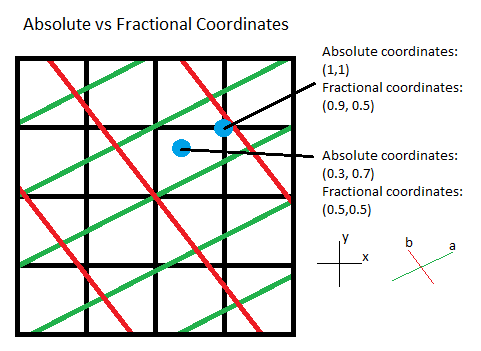 Absolute vs Fractional Coordinates
Absolute coordinates:
(1,1)
Fractional coordinates:
(0.9, 0.5)
Absolute coordinates:
(0.3, 0.7)
Fractional coordinates:
(0.5,0.5)
y
x
b
a